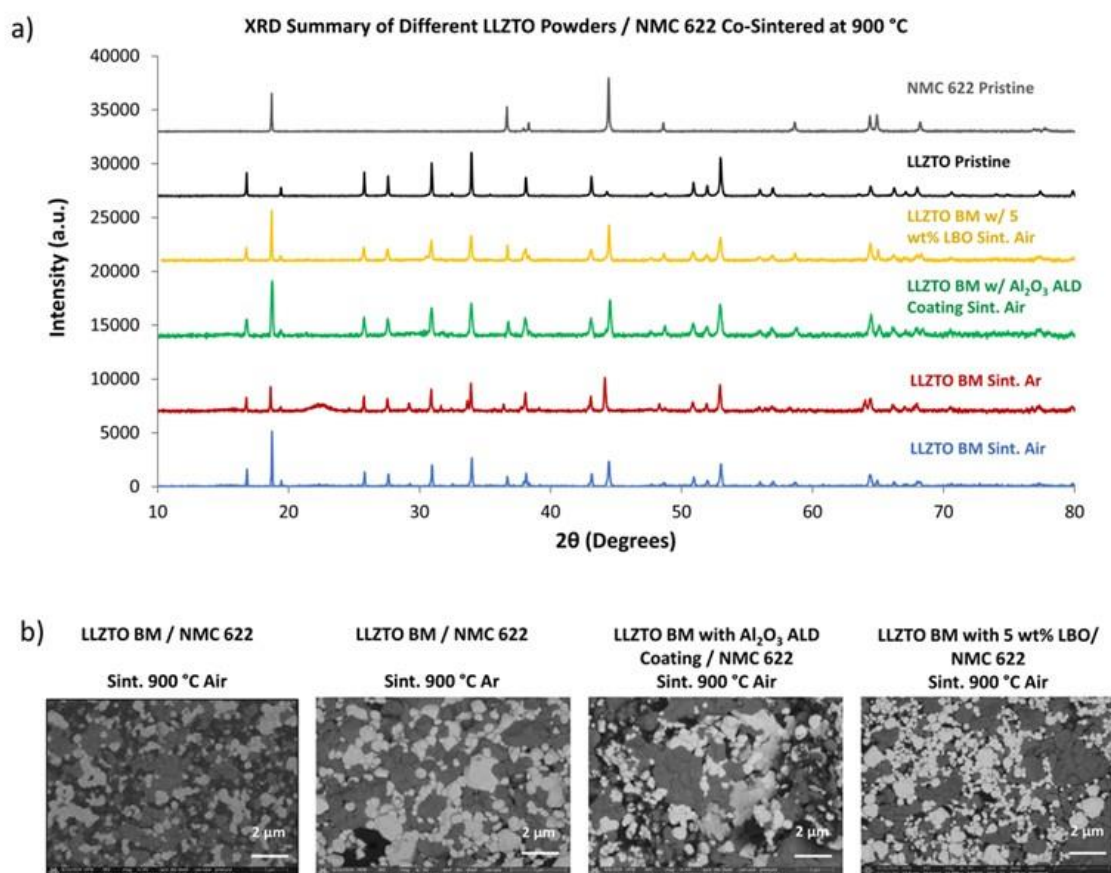 a)
XRD Summary of Different LLZTO Powders / NMC 622 Co-Sintered at 900 °C
Intensity (a.u.)
40000
35000
30000
25000
20000
15000
10000
5000
0
NMC 622 Pristine
LLZTO Pristine
LLZTO BM w/ 5
wt% LBO Sint. Air
LLZTO BM w/ Al₂O₃ ALD
Coating Sint. Air
LLZTO BM Sint. Ar
LLZTO BM Sint. Air
10 20 30 40 50 60 70 80
2θ (Degrees)
b)
LLZTO BM / NMC 622
Sint. 900 °C Air
2 µm
LLZTO BM / NMC 622
Sint. 900 °C Ar
2 µm
LLZTO BM with Al₂O₃ ALD
Coating / NMC 622
Sint. 900 °C Air
2 µm
LLZTO BM with 5 wt% LBO/
NMC 622
Sint. 900 °C Air
2 µm